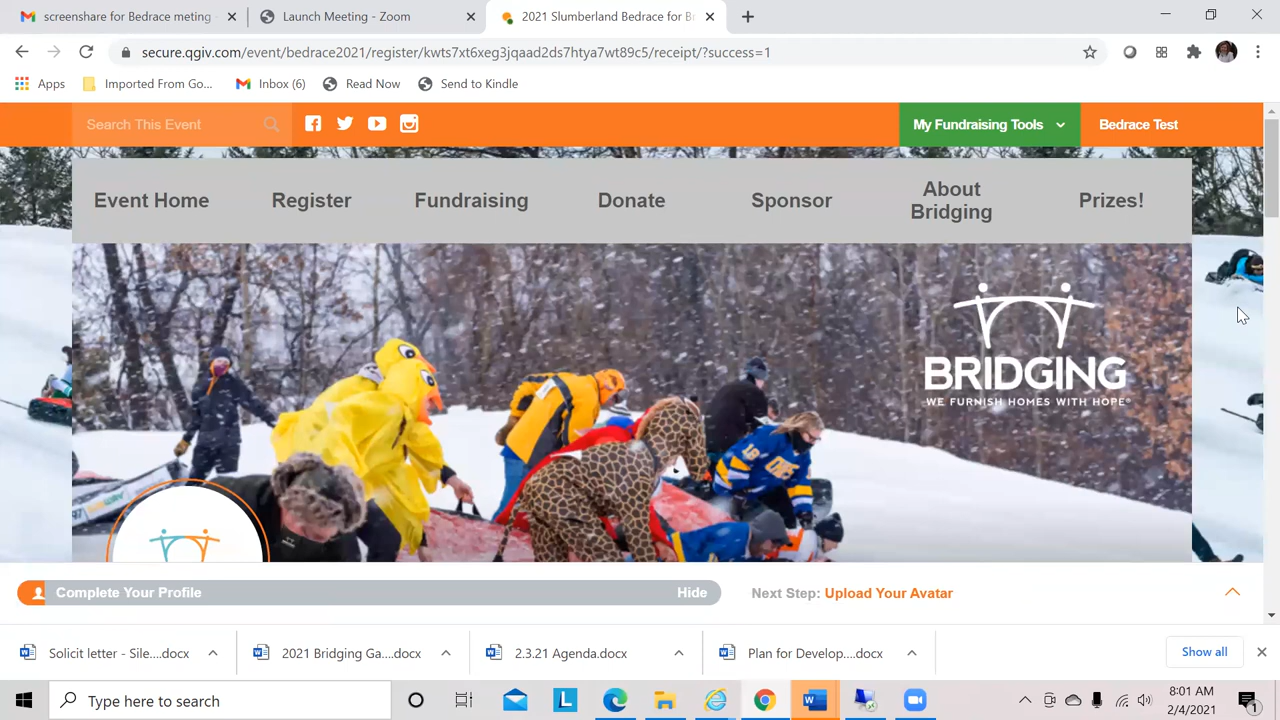 screenshare for Bedrace meting -
Launch Meeting - Zoom
2021 Slumberland Bedrace for Br
secure.qgiv.com/event/bedrace2021/register/kwts7xt6xeg3jqaad2ds7htya7wt89c5/receipt/?success=1
Apps
Imported From Go...
Inbox (6)
Read Now
Send to Kindle
Search This Event
My Fundraising Tools
Bedrace Test
Event Home
Register
Fundraising
Donate
Sponsor
About
Bridging
Prizes!
BRIDGING
WE FURNISH HOMES WITH HOPE®
Complete Your Profile
Hide
Next Step: Upload Your Avatar
Solicit letter - Sile....docx
2021 Bridging Ga....docx
2.3.21 Agenda.docx
Plan for Develop....docx
Show all
Type here to search
8:01 AM
2/4/2021